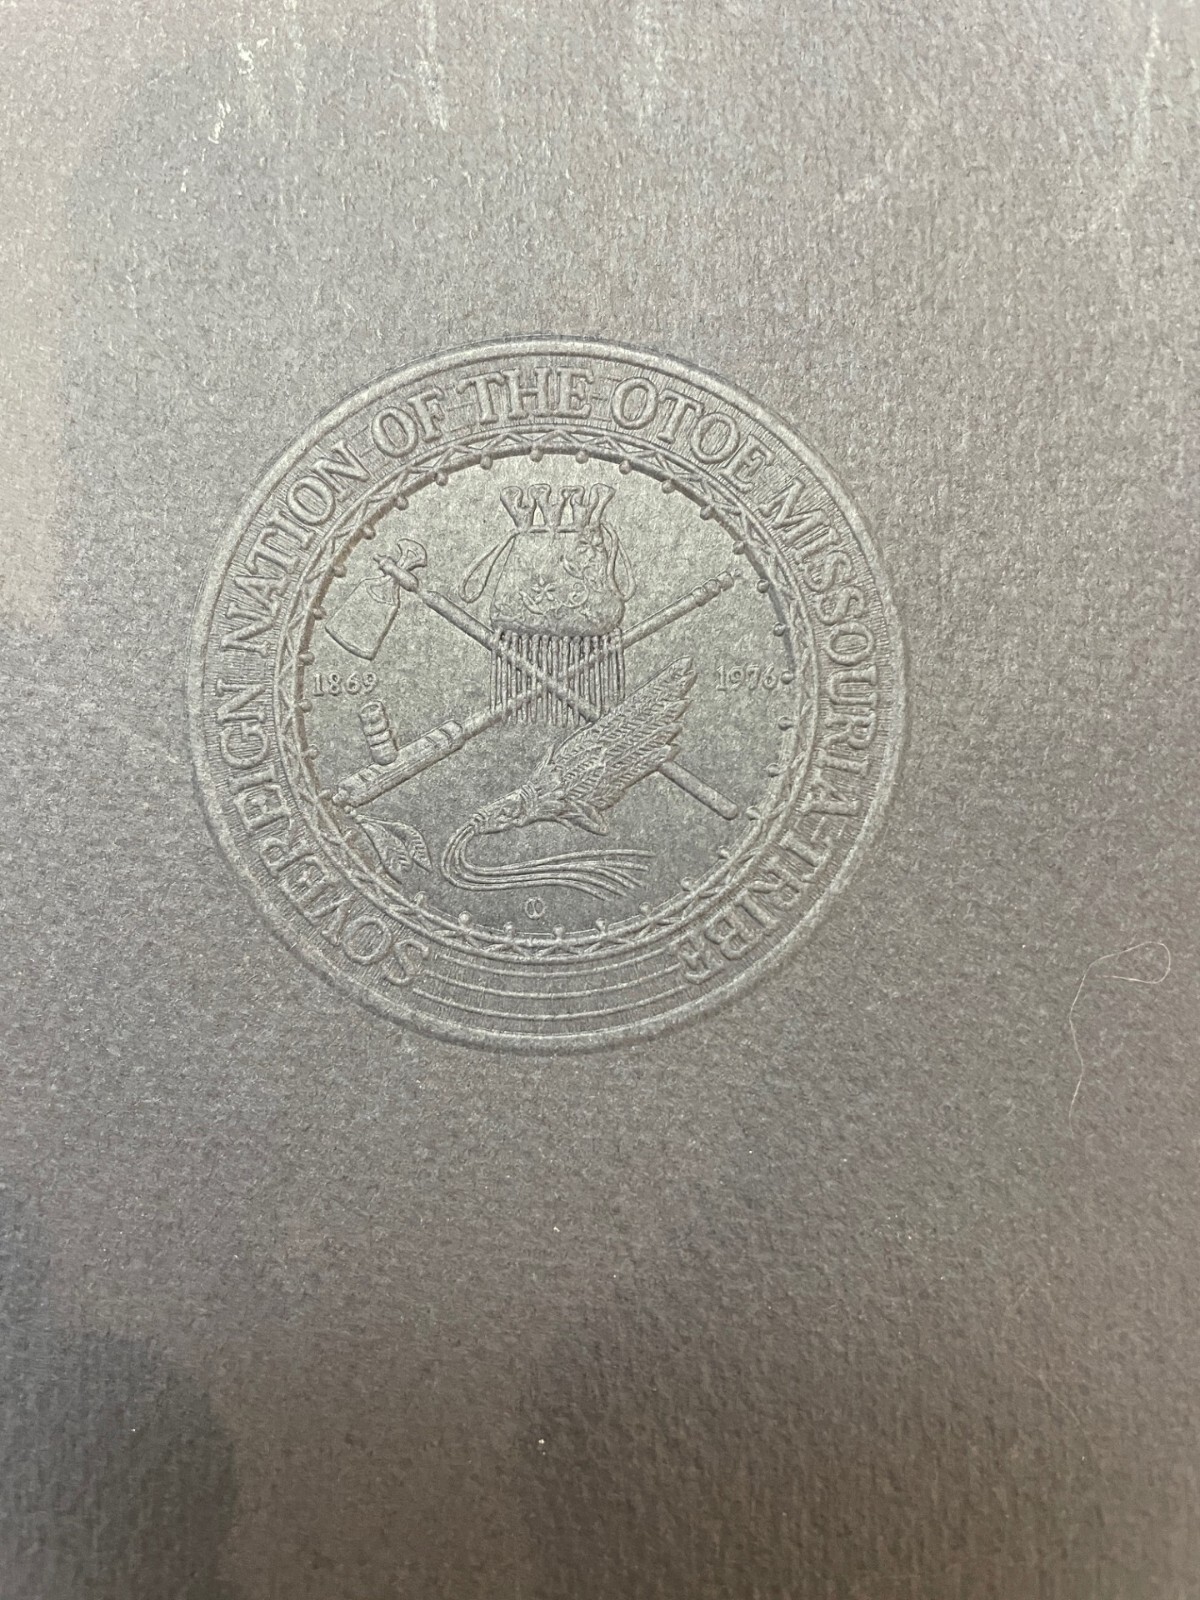 SOVEREIGN NATION OF THE OTOE MISSOURIA-TRIBE
1869
1976